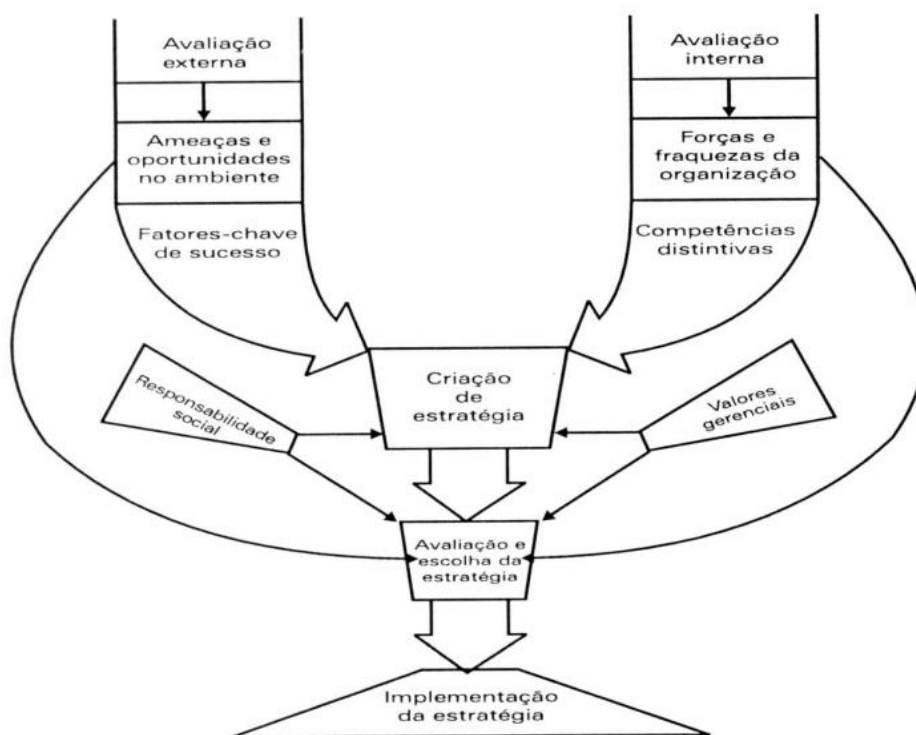 Avaliação
externa
Avaliação
interna
Ameaças e
oportunidades
no ambiente
Forças e
fraquezas da
organização
Fatores-chave
de sucesso
Competências
distintivas
Criação
de
estratégia
Responsabilidade
social
Valores
gerenciais
Avaliação e
escolha da
estratégia
Implementação
da estratégia